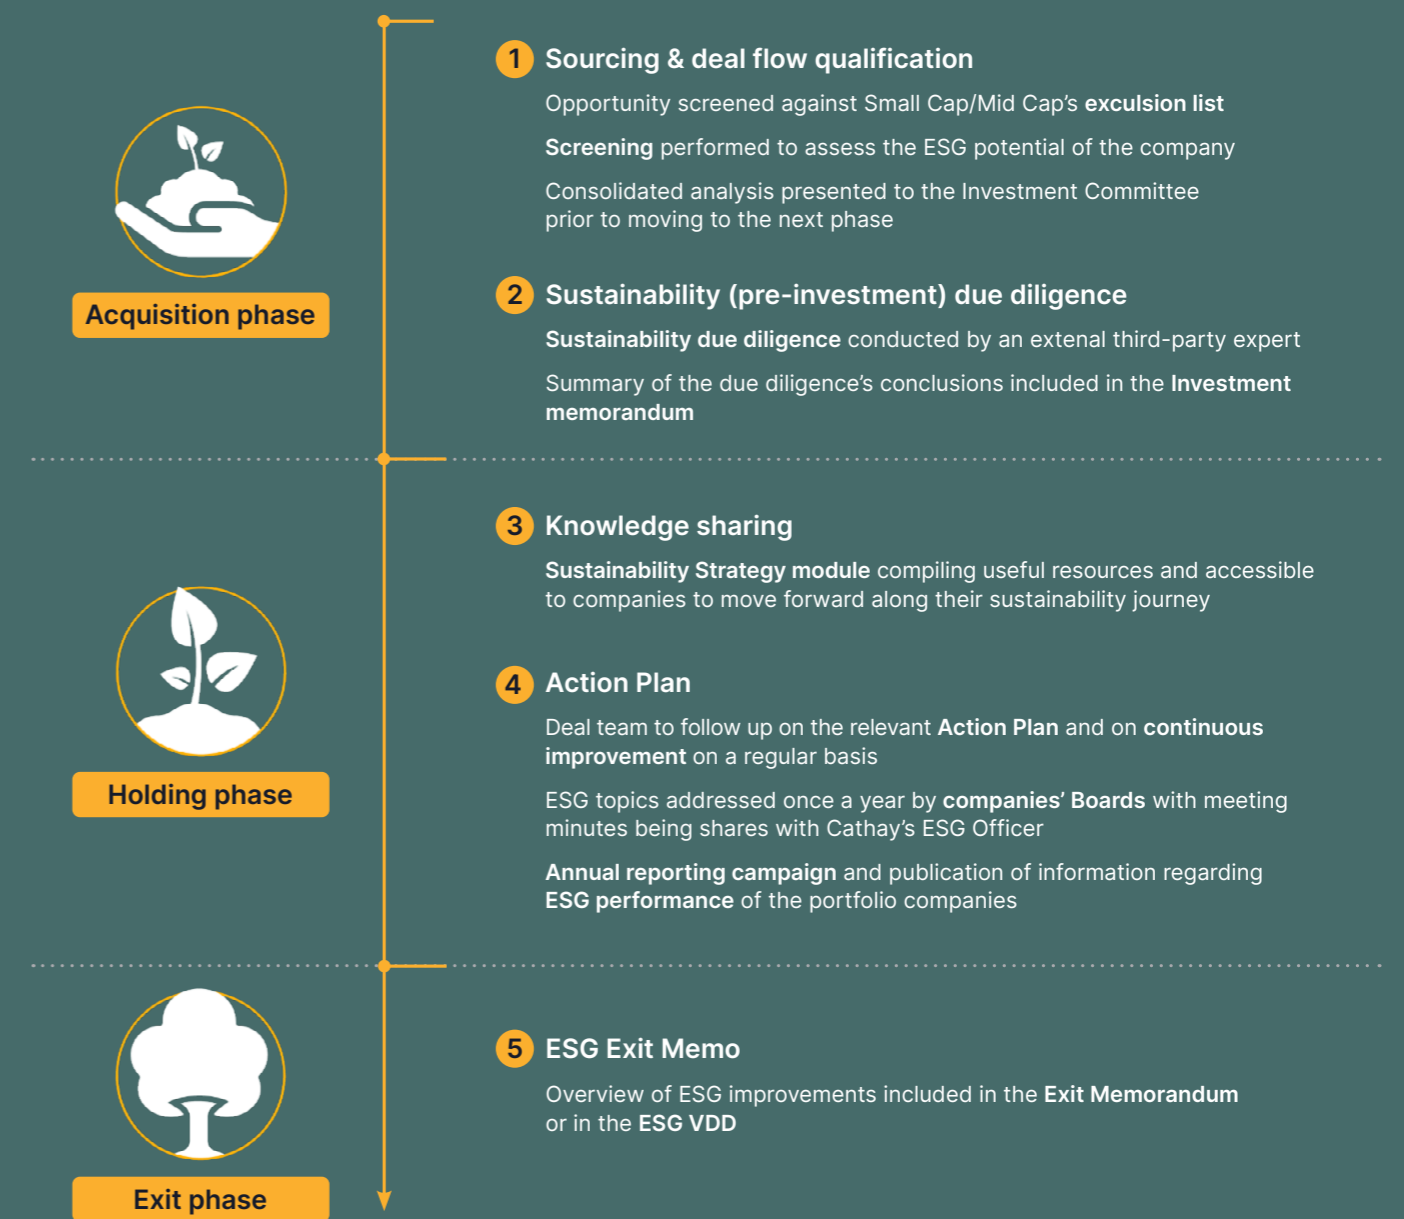 Acquisition phase
1 Sourcing & deal flow qualification
Opportunity screened against Small Cap/Mid Cap’s exculsion list
Screening performed to assess the ESG potential of the company
Consolidated analysis presented to the Investment Committee
prior to moving to the next phase
2 Sustainability (pre-investment) due diligence
Sustainability due diligence conducted by an extenal third-party expert
Summary of the due diligence’s conclusions included in the Investment
memorandum
Holding phase
3 Knowledge sharing
Sustainability Strategy module compiling useful resources and accessible
to companies to move forward along their sustainability journey
4 Action Plan
Deal team to follow up on the relevant Action Plan and on continuous
improvement on a regular basis
ESG topics addressed once a year by companies’ Boards with meeting
minutes being shares with Cathay’s ESG Officer
Annual reporting campaign and publication of information regarding
ESG performance of the portfolio companies
Exit phase
5 ESG Exit Memo
Overview of ESG improvements included in the Exit Memorandum
or in the ESG VDD